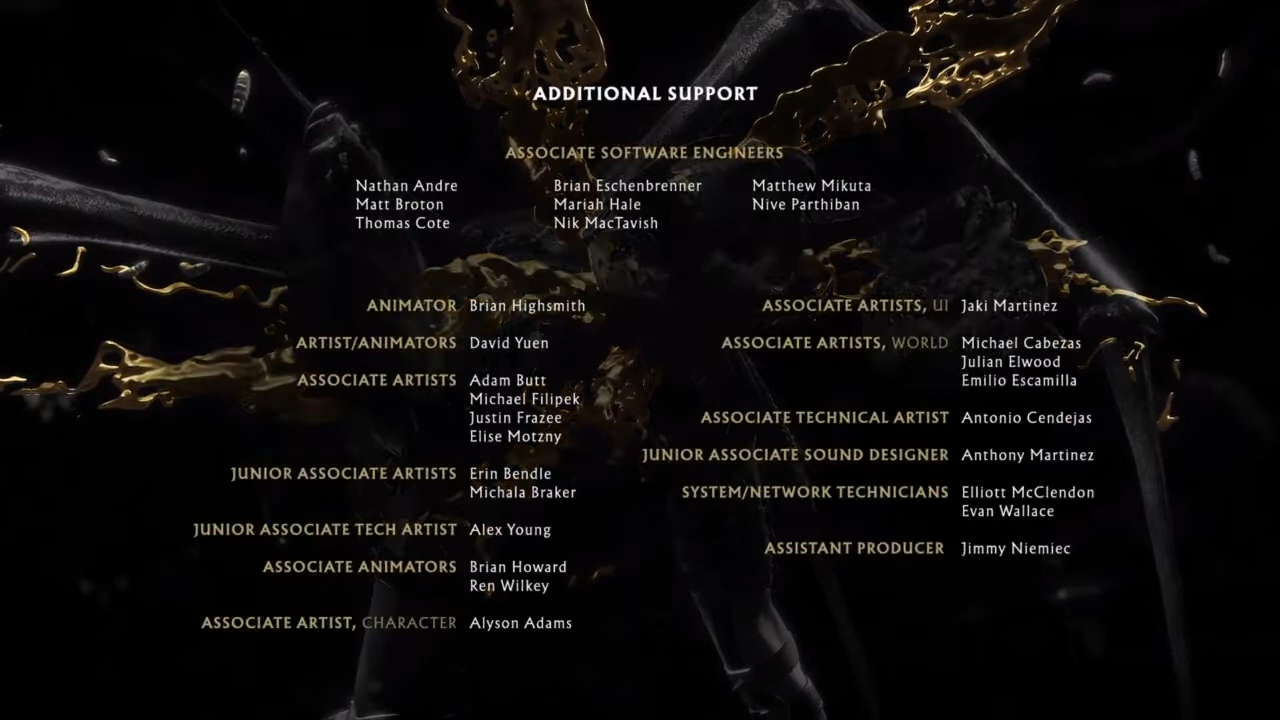 ADDITIONAL SUPPORT
ASSOCIATE SOFTWARE ENGINEERS
Nathan Andre
Matt Broton
Thomas Cote
Brian Eschenbrenner
Mariah Hale
Nik MacTavish
Matthew Mikuta
Nive Parthiban
ANIMATOR Brian Highsmith
ARTIST/ANIMATORS David Yuen
ASSOCIATE ARTISTS Adam Butt
Michael Filipek
Justin Frazee
Elise Motzny
JUNIOR ASSOCIATE ARTISTS Erin Bendle
Michala Braker
JUNIOR ASSOCIATE TECH ARTIST Alex Young
ASSOCIATE ANIMATORS Brian Howard
Ren Wilkey
ASSOCIATE ARTIST, CHARACTER Alyson Adams
ASSOCIATE ARTISTS, UI Jaki Martinez
ASSOCIATE ARTISTS, WORLD Michael Cabezas
Julian Elwood
Emilio Escamilla
ASSOCIATE TECHNICAL ARTIST Antonio Cendejas
JUNIOR ASSOCIATE SOUND DESIGNER Anthony Martinez
SYSTEM/NETWORK TECHNICIANS Elliott McClendon
Evan Wallace
ASSISTANT PRODUCER Jimmy Niemiec